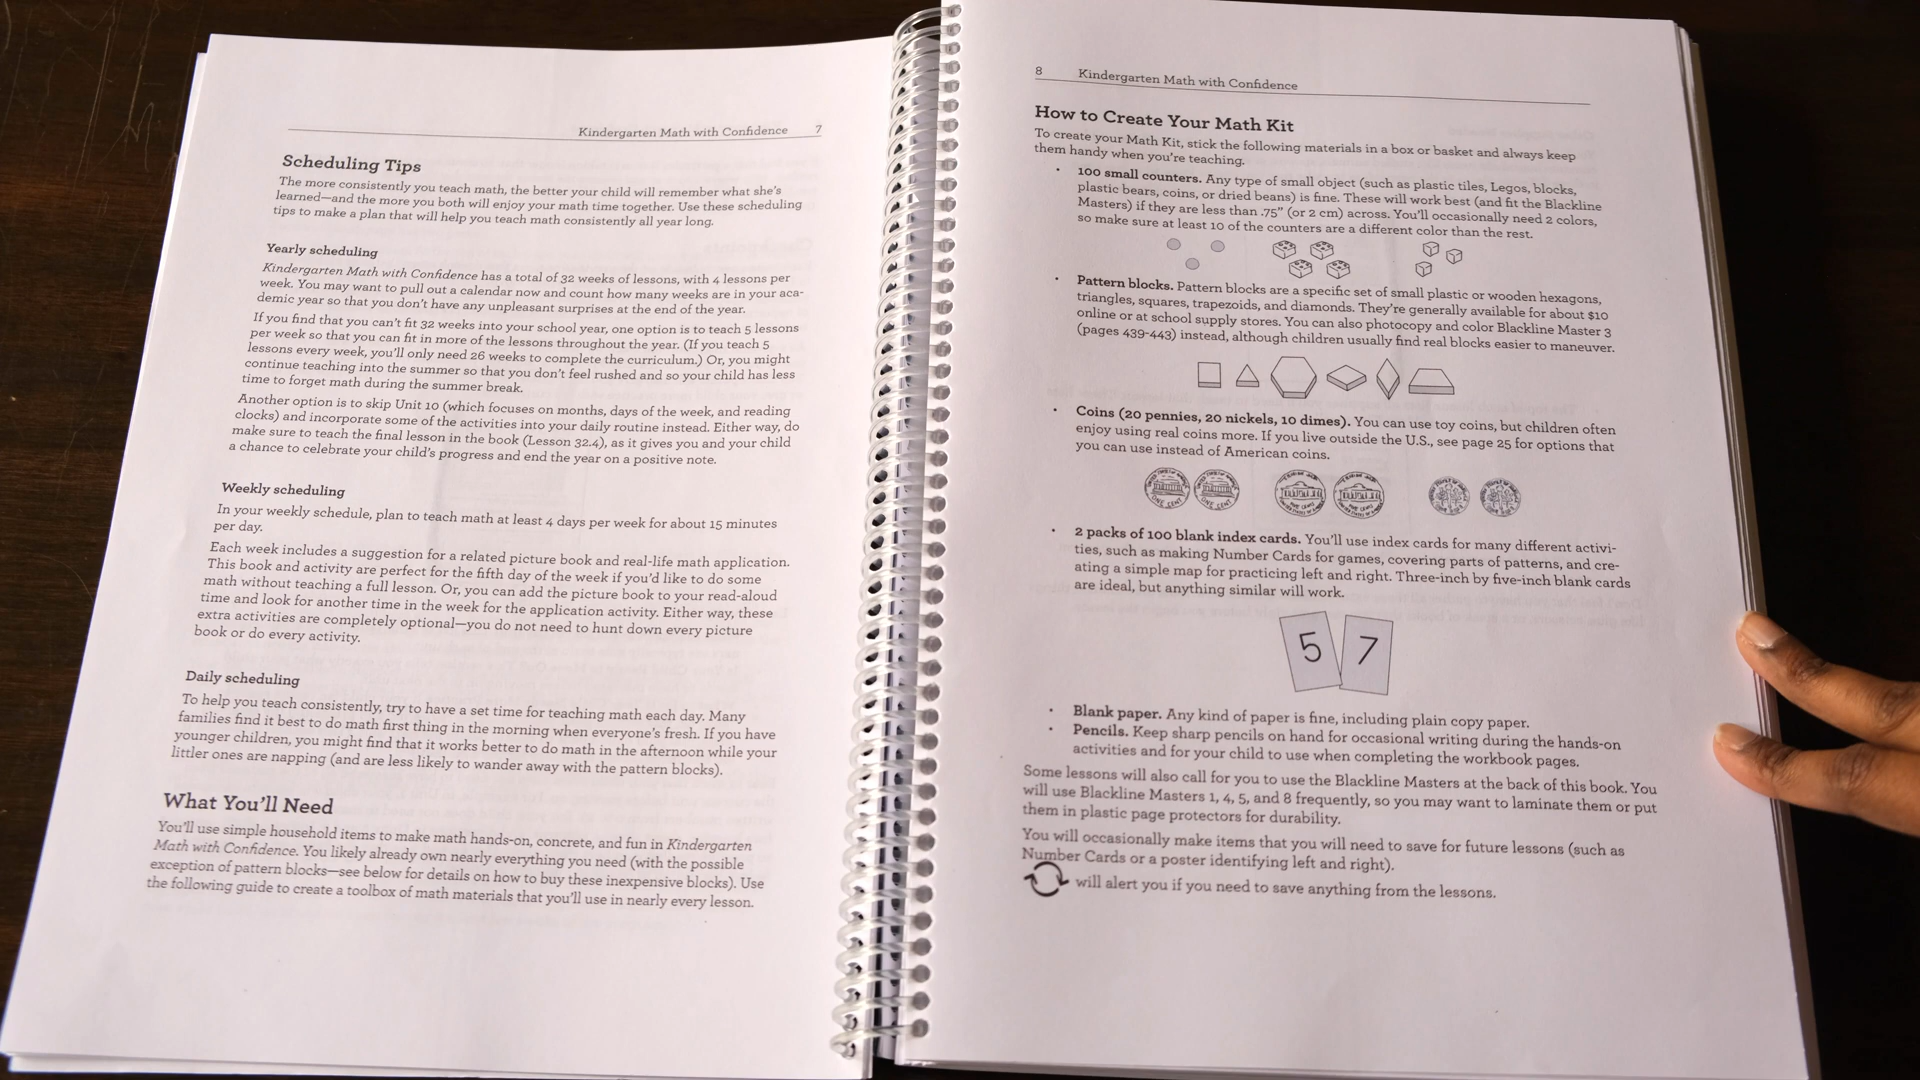 Kindergarten Math with Confidence 7
Scheduling Tips
The more consistently you teach math, the better your child will remember what she's
learned—and the more you both will enjoy your math time together. Use these scheduling
tips to make a plan that will help you teach math consistently all year long.
Yearly scheduling
Kindergarten Math with Confidence has a total of 32 weeks of lessons, with 4 lessons per
week. You may want to pull out a calendar now and count how many weeks are in your aca-
demic year so that you don't have any unpleasant surprises at the end of the year.
If you find that you can't fit 32 weeks into your school year, one option is to teach 5 lessons
per week so that you can fit in more of the lessons throughout the year. (If you teach 5
lessons every week, you'll only need 26 weeks to complete the curriculum.) Or, you might
continue teaching into the summer so that you don't feel rushed and so your child has less
time to forget math during the summer break.
Another option is to skip Unit 10 (which focuses on months, days of the week, and reading
clocks) and incorporate some of the activities into your daily routine instead. Either way, do
make sure to teach the final lesson in the book (Lesson 32.4), as it gives you and your child
a chance to celebrate your child's progress and end the year on a positive note.
Weekly scheduling
In your weekly schedule, plan to teach math at least 4 days per week for about 15 minutes
per day.
Each week includes a suggestion for a related picture book and real-life math application.
This book and activity are perfect for the fifth day of the week if you'd like to do some
math without teaching a full lesson. Or, you can add the picture book to your read-aloud
time and look for another time in the week for the application activity. Either way, these
extra activities are completely optional—you do not need to hunt down every picture
book or do every activity.
Daily scheduling
To help you teach consistently, try to have a set time for teaching math each day. Many
families find it best to do math first thing in the morning when everyone's fresh. If you have
younger children, you might find that it works better to do math in the afternoon while your
littler ones are napping (and are less likely to wander away with the pattern blocks).
What You'll Need
You'll use simple household items to make math hands-on, concrete, and fun in Kindergarten
Math with Confidence. You likely already own nearly everything you need (with the possible
exception of pattern blocks—see below for details on how to buy these inexpensive blocks). Use
the following guide to create a toolbox of math materials that you'll use in nearly every lesson.
8 Kindergarten Math with Confidence
How to Create Your Math Kit
To create your Math Kit, stick the following materials in a box or basket and always keep
them handy when you're teaching.
• 100 small counters. Any type of small object (such as plastic tiles, Legos, blocks,
plastic bears, coins, or dried beans) is fine. These will work best (and fit the Blackline
Masters) if they are less than .75" (or 2 cm) across. You'll occasionally need 2 colors,
so make sure at least 10 of the counters are a different color than the rest.
• Pattern blocks. Pattern blocks are a specific set of small plastic or wooden hexagons,
triangles, squares, trapezoids, and diamonds. They're generally available for about $10
online or at school supply stores. You can also photocopy and color Blackline Master 3
(pages 439-443) instead, although children usually find real blocks easier to maneuver.
• Coins (20 pennies, 20 nickels, 10 dimes). You can use toy coins, but children often
enjoy using real coins more. If you live outside the U.S., see page 25 for options that
you can use instead of American coins.
ONE CENT ONE CENT
• 2 packs of 100 blank index cards. You'll use index cards for many different activi-
ties, such as making Number Cards for games, covering parts of patterns, and cre-
ating a simple map for practicing left and right. Three-inch by five-inch blank cards
are ideal, but anything similar will work.
5 7
• Blank paper. Any kind of paper is fine, including plain copy paper.
• Pencils. Keep sharp pencils on hand for occasional writing during the hands-on
activities and for your child to use when completing the workbook pages.
Some lessons will also call for you to use the Blackline Masters at the back of this book. You
will use Blackline Masters 1, 4, 5, and 8 frequently, so you may want to laminate them or put
them in plastic page protectors for durability.
You will occasionally make items that you will need to save for future lessons (such as
Number Cards or a poster identifying left and right).
will alert you if you need to save anything from the lessons.